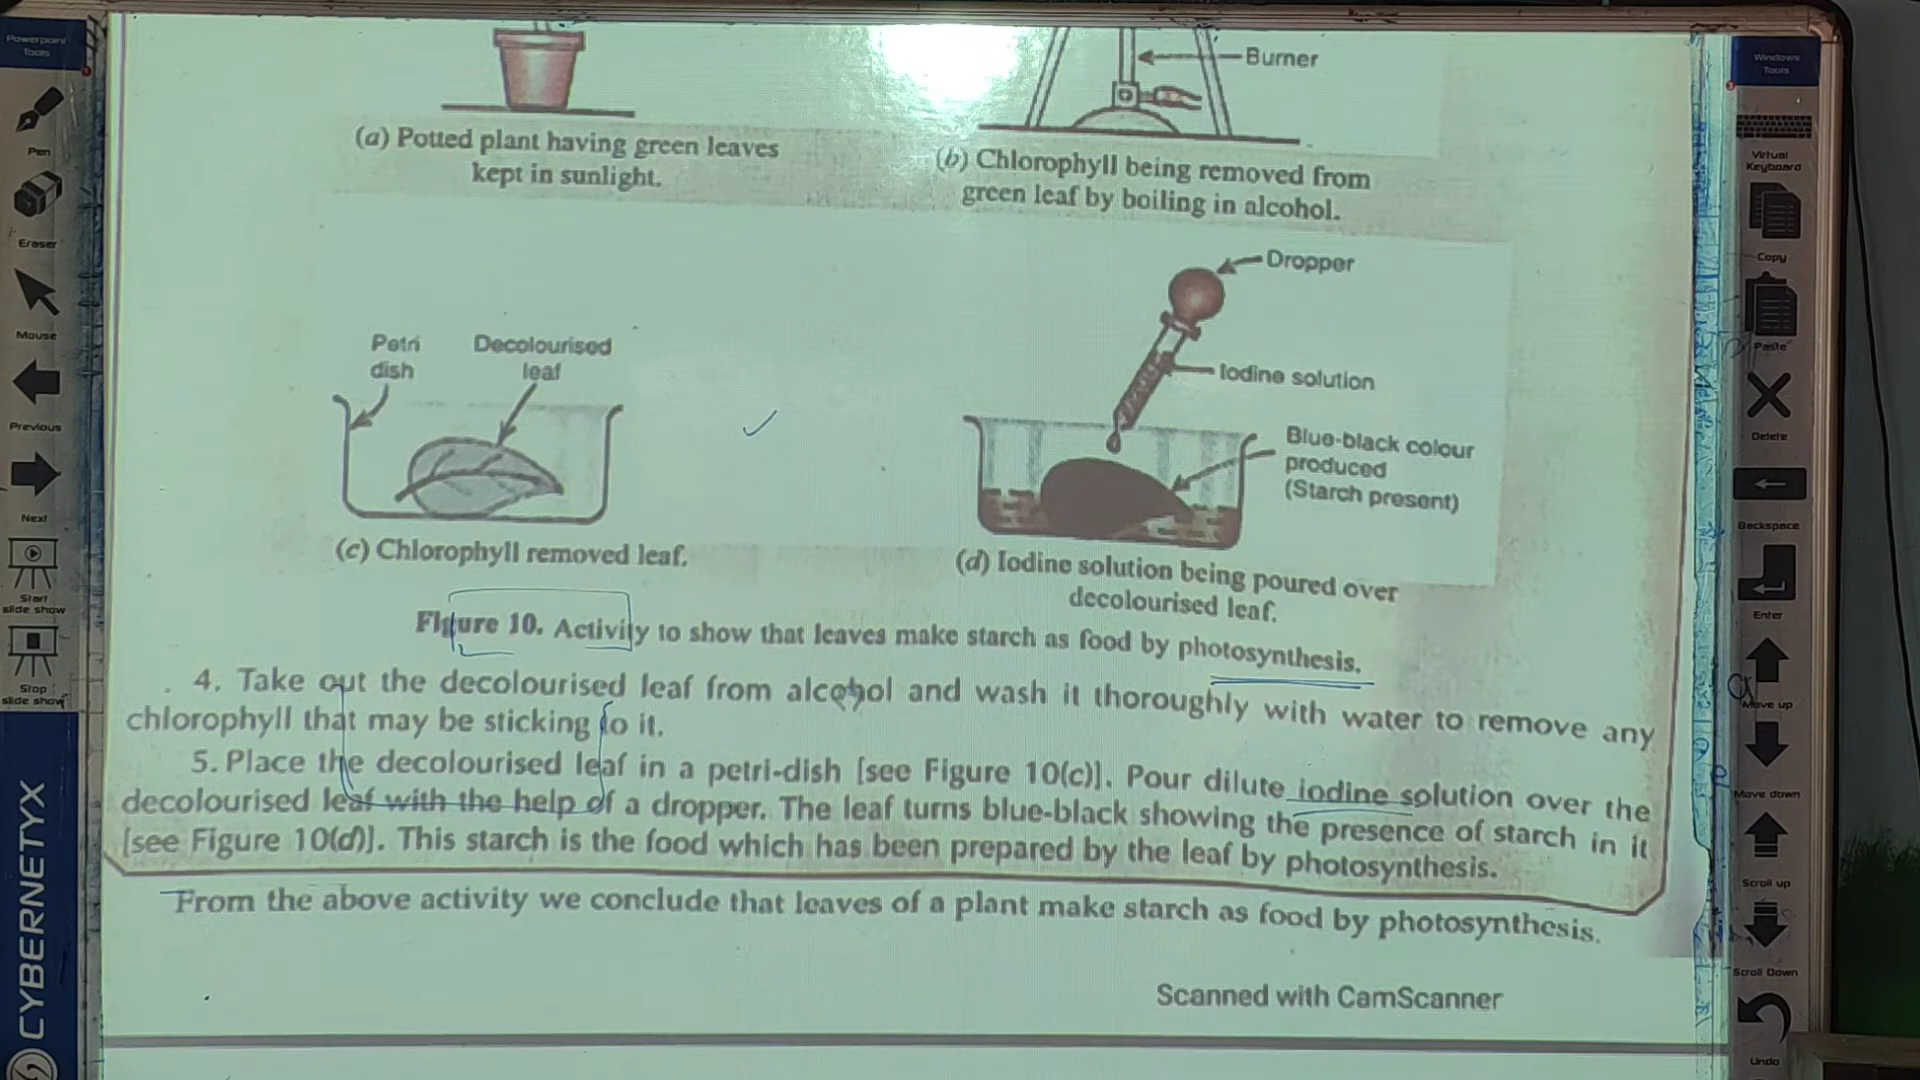 Powerpoint
Tools
Pen
Eraser
Mouse
Previous
Next
Start
slide show
Stop
slide show
CYBERNETYX
Burner
(a) Potted plant having green leaves
kept in sunlight.
(b) Chlorophyll being removed from
green leaf by boiling in alcohol.
Petri
dish
Decolourised
leaf
Dropper
Iodine solution
Blue-black colour
produced
(Starch present)
(c) Chlorophyll removed leaf.
(d) Iodine solution being poured over
decolourised leaf.
Figure 10. Activity to show that leaves make starch as food by photosynthesis.
4. Take out the decolourised leaf from alcohol and wash it thoroughly with water to remove any
chlorophyll that may be sticking to it.
5. Place the decolourised leaf in a petri-dish [see Figure 10(c)]. Pour dilute iodine solution over the
decolourised leaf with the help of a dropper. The leaf turns blue-black showing the presence of starch in it
[see Figure 10(d)]. This starch is the food which has been prepared by the leaf by photosynthesis.
From the above activity we conclude that leaves of a plant make starch as food by photosynthesis.
Scanned with CamScanner
Windows
Tools
Virtual
Keyboard
Copy
Paste
Delete
Backspace
Enter
Move up
Move down
Scroll up
Scroll Down
Undo